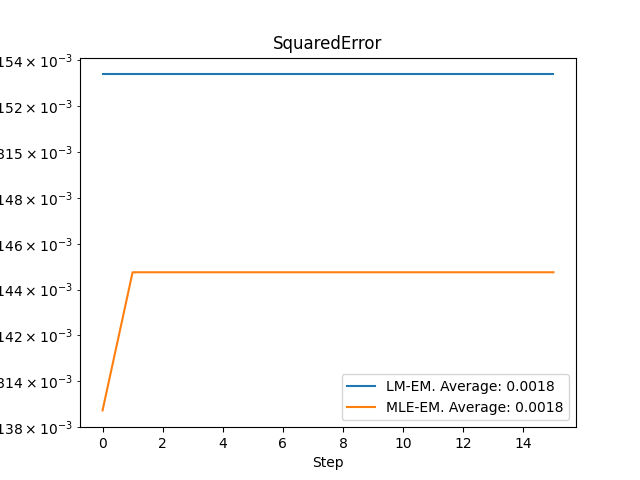 SquaredError
154 × 10⁻³
152 × 10⁻³
815 × 10⁻³
148 × 10⁻³
146 × 10⁻³
144 × 10⁻³
142 × 10⁻³
814 × 10⁻³
138 × 10⁻³
LM-EM. Average: 0.0018
MLE-EM. Average: 0.0018
0 2 4 6 8 10 12 14
Step